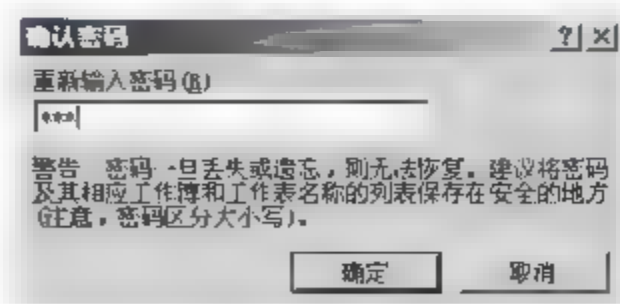 确认密码
重新输入密码(R)
***
警告 密码一旦丢失或遗忘，则无法恢复。建议将密码
及其相应工作簿和工作表名称的列表保存在安全的地方
(注意，密码区分大小写)。
确定 取消